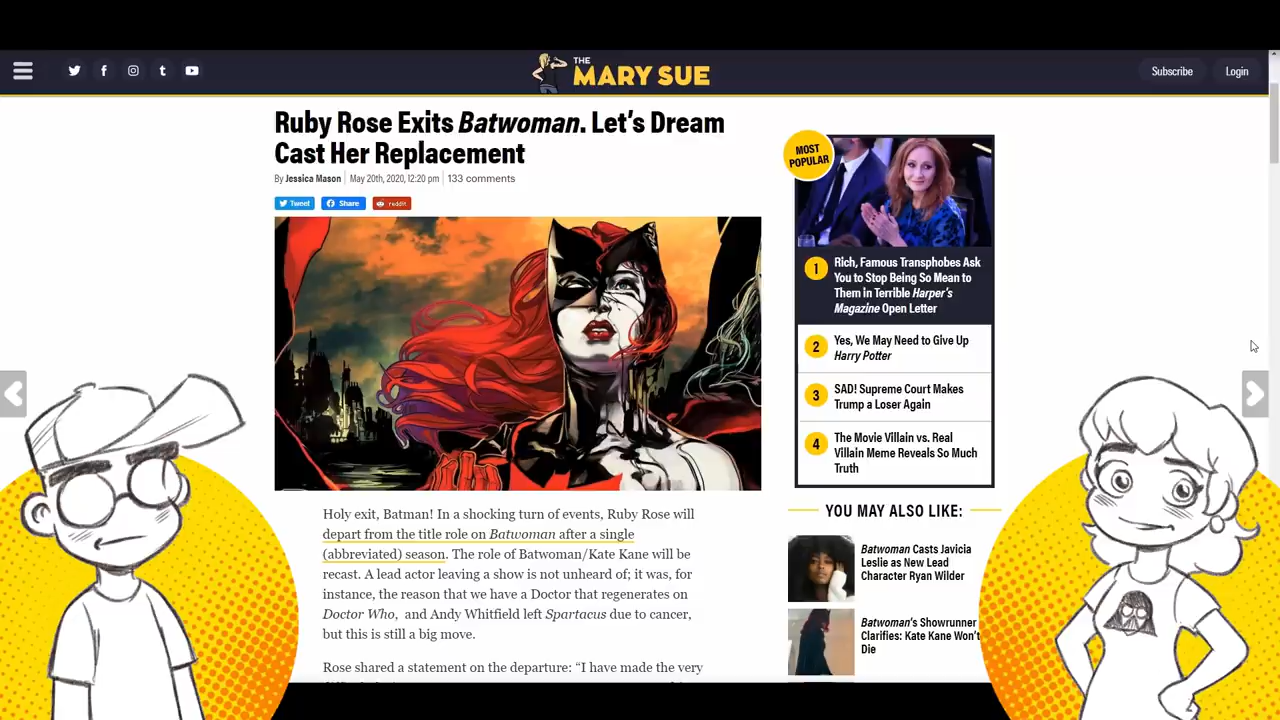 THE
MARY SUE
Subscribe
Login
Ruby Rose Exits Batwoman. Let's Dream
Cast Her Replacement
By Jessica Mason | May 20th, 2020, 12:20 pm | 133 comments
Tweet
Share
reddit
Holy exit, Batman! In a shocking turn of events, Ruby Rose will
depart from the title role on Batwoman after a single
(abbreviated) season. The role of Batwoman/Kate Kane will be
recast. A lead actor leaving a show is not unheard of; it was, for
instance, the reason that we have a Doctor that regenerates on
Doctor Who, and Andy Whitfield left Spartacus due to cancer,
but this is still a big move.
Rose shared a statement on the departure: “I have made the very
MOST
POPULAR
1
Rich, Famous Transphobes Ask
You to Stop Being So Mean to
Them in Terrible Harper's
Magazine Open Letter
2
Yes, We May Need to Give Up
Harry Potter
3
SAD! Supreme Court Makes
Trump a Loser Again
4
The Movie Villain vs. Real
Villain Meme Reveals So Much
Truth
YOU MAY ALSO LIKE:
Batwoman Casts Javicia
Leslie as New Lead
Character Ryan Wilder
Batwoman's Showrunner
Clarifies: Kate Kane Won't
Die